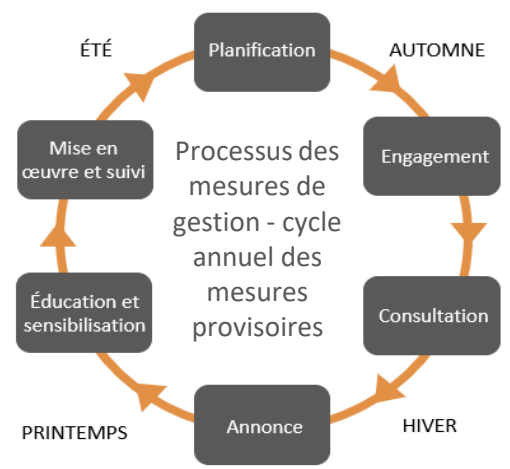 ÉTÉ
Planification
AUTOMNE
Mise en
œuvre et suivi
Engagement
Processus des
mesures de
gestion - cycle
annuel des
mesures
provisoires
Éducation et
sensibilisation
Consultation
PRINTEMPS
Annonce
HIVER